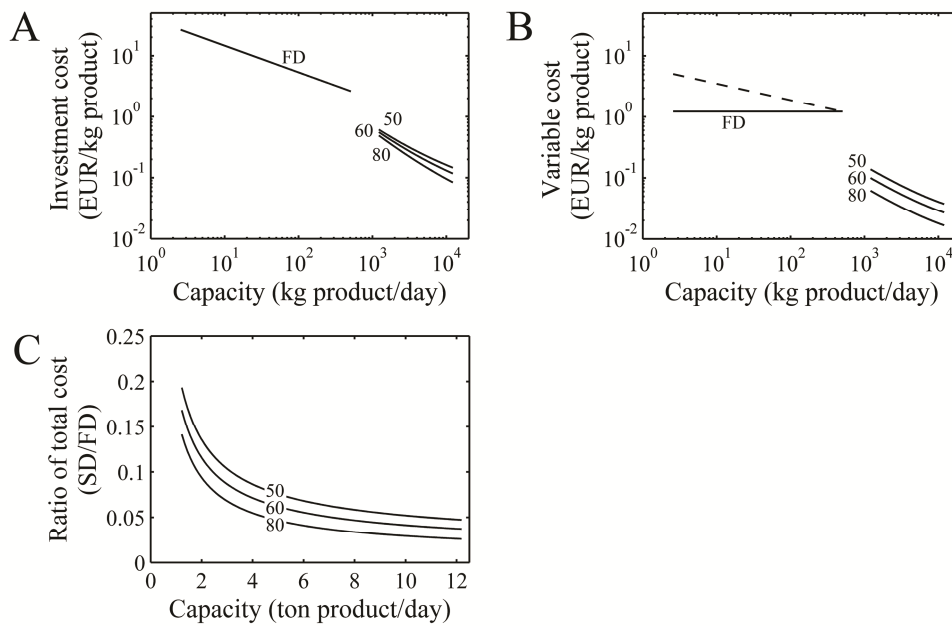 A
Investment cost
(EUR/kg product)
10^1
10^0
10^-1
10^-2
FD
50
60
80
10^0 10^1 10^2 10^3 10^4
Capacity (kg product/day)
B
Variable cost
(EUR/kg product)
10^1
10^0
10^-1
10^-2
FD
50
60
80
10^0 10^1 10^2 10^3 10^4
Capacity (kg product/day)
C
Ratio of total cost
(SD/FD)
0.25
0.2
0.15
0.1
0.05
0
50
60
80
0 2 4 6 8 10 12
Capacity (ton product/day)